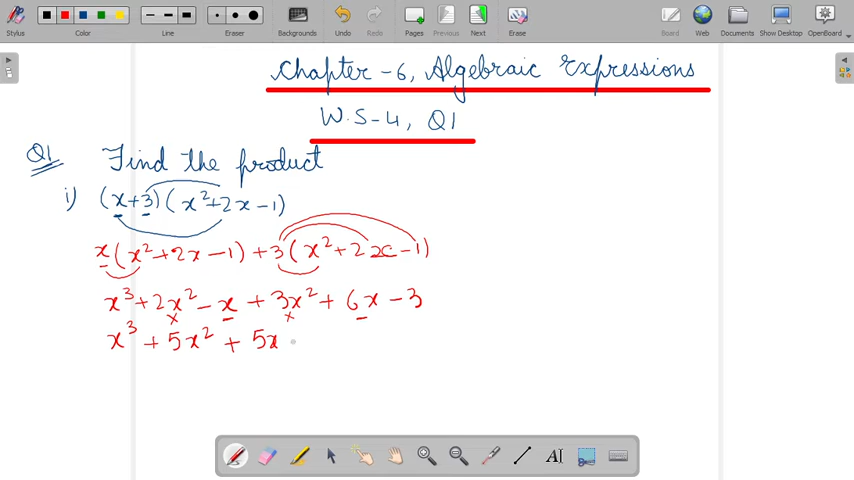 Stylus Color Line Eraser Background Undo Redo Pages Previous Next Erase Board Web Documents Show Desktop OpenBoard
Chapter-6, Algebraic Expressions
W.S-4, Q1
Q1 Find the product
i) (x+3)(x²+2x-1)
x(x²+2x-1)+3(x²+2x-1)
x³+2x²-x+3x²+6x-3
x³+5x²+5x